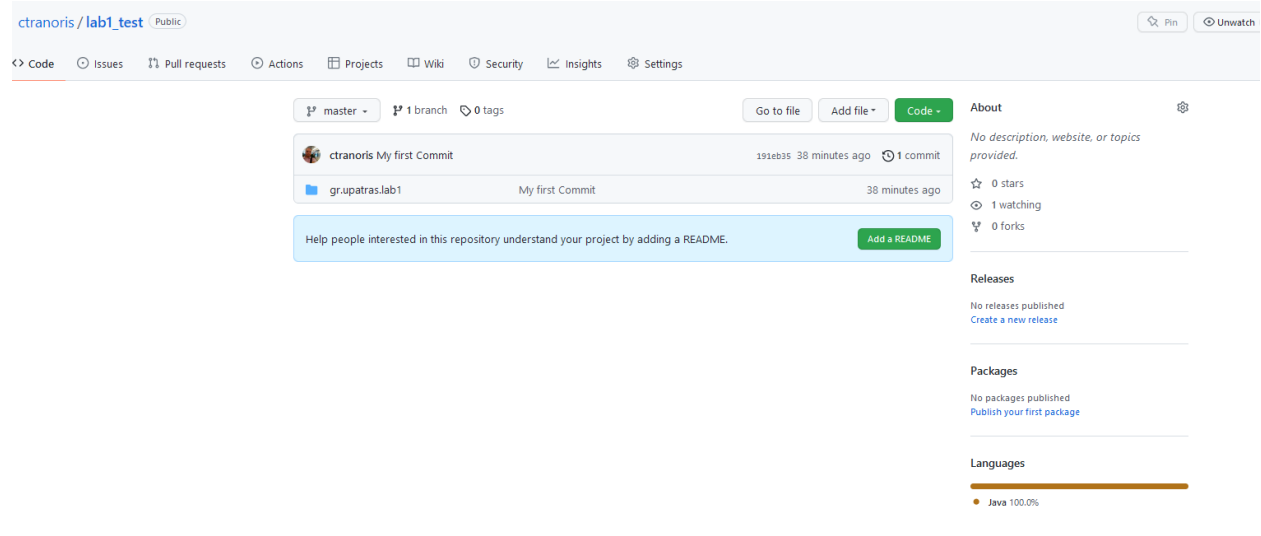 ctranoris / lab1_test Public
Pin Unwatch
<> Code Issues Pull requests Actions Projects Wiki Security Insights Settings
master 1 branch 0 tags Go to file Add file Code
ctranoris My first Commit 191eb35 38 minutes ago 1 commit
gr.upatras.lab1 My first Commit 38 minutes ago
Help people interested in this repository understand your project by adding a README. Add a README
About
No description, website, or topics
provided.
0 stars
1 watching
0 forks
Releases
No releases published
Create a new release
Packages
No packages published
Publish your first package
Languages
Java 100.0%